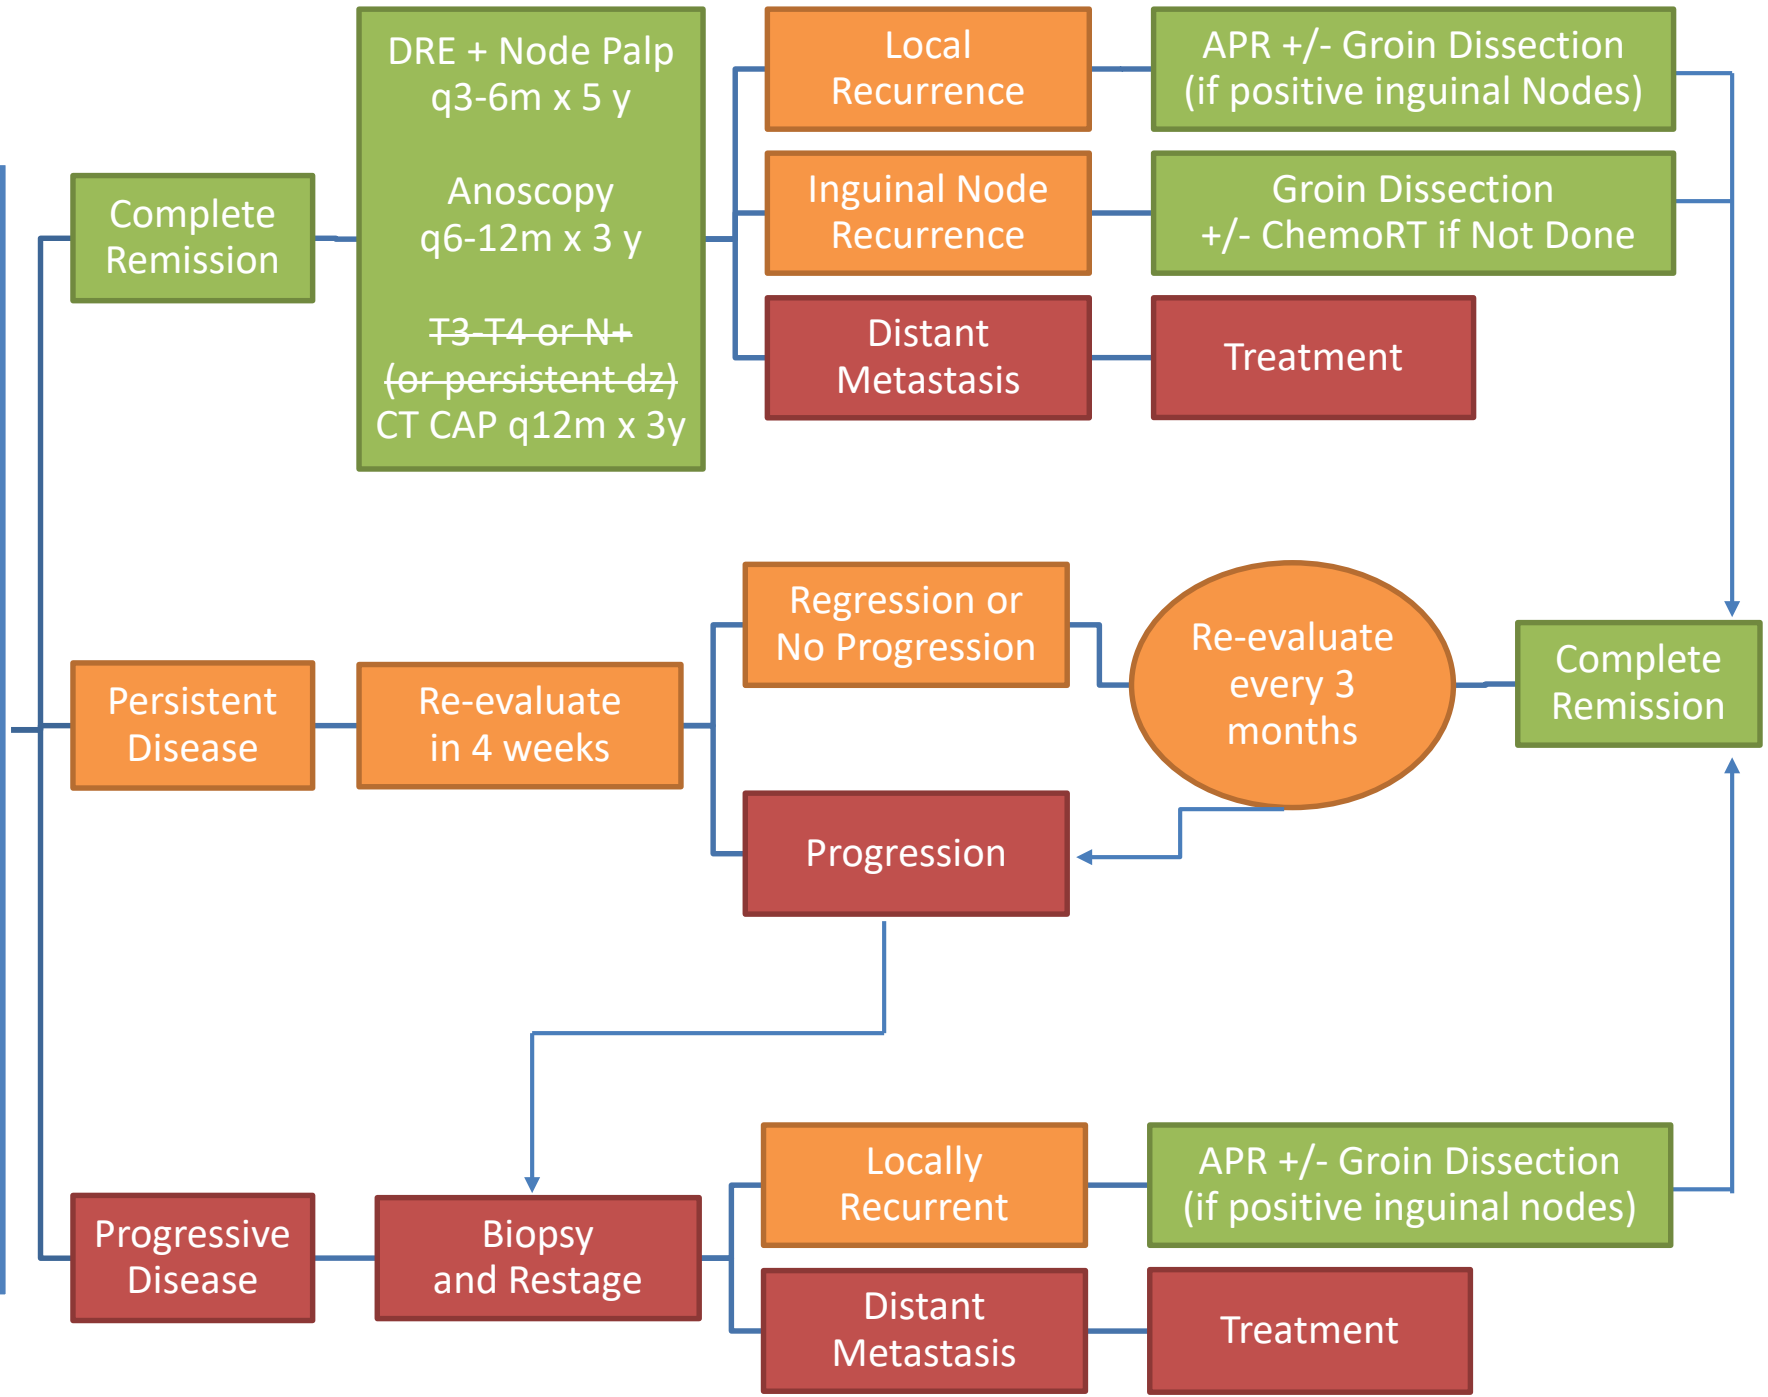 Complete
Remission
DRE + Node Palp
q3-6m x 5 y
Anoscopy
q6-12m x 3 y
T3-T4 or N+
(or persistent dz)
CT CAP q12m x 3y
Local
Recurrence
APR +/- Groin Dissection
(if positive inguinal Nodes)
Inguinal Node
Recurrence
Groin Dissection
+/- ChemoRT if Not Done
Distant
Metastasis
Treatment
Persistent
Disease
Re-evaluate
in 4 weeks
Regression or
No Progression
Re-evaluate
every 3
months
Complete
Remission
Progression
Progressive
Disease
Biopsy
and Restage
Locally
Recurrent
APR +/- Groin Dissection
(if positive inguinal nodes)
Distant
Metastasis
Treatment